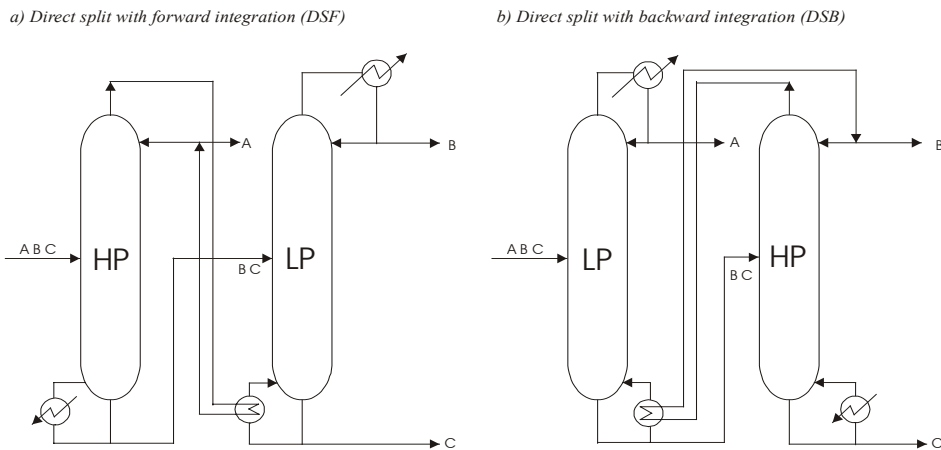 a) Direct split with forward integration (DSF)
b) Direct split with backward integration (DSB)
A
B
A B C
HP
B C
LP
C
A
B
A B C
LP
B C
HP
C